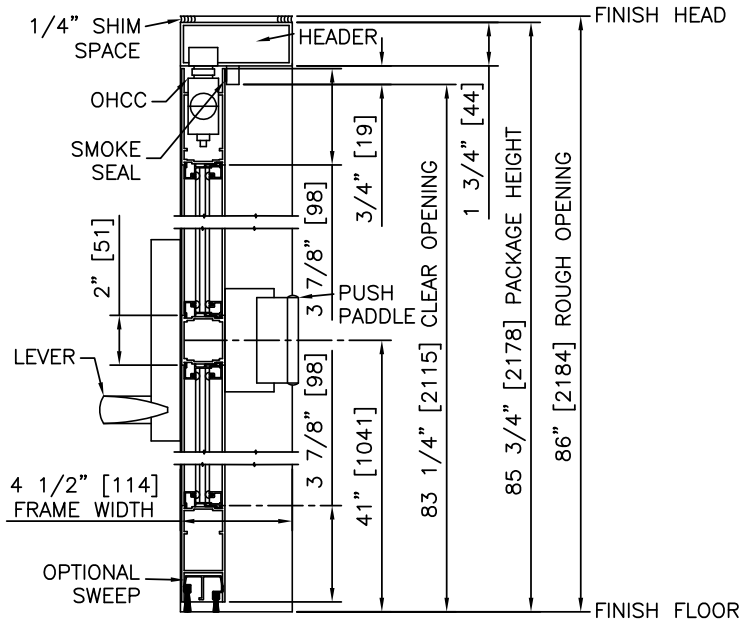 1/4" SHIM
SPACE
HEADER
FINISH HEAD
OHCC
SMOKE
SEAL
3/4" [19]
1 3/4" [44]
2" [51]
3 7/8" [98]
83 1/4" [2115] CLEAR OPENING
85 3/4" [2178] PACKAGE HEIGHT
86" [2184] ROUGH OPENING
PUSH
PADDLE
LEVER
3 7/8" [98]
41" [1041]
4 1/2" [114]
FRAME WIDTH
OPTIONAL
SWEEP
FINISH FLOOR